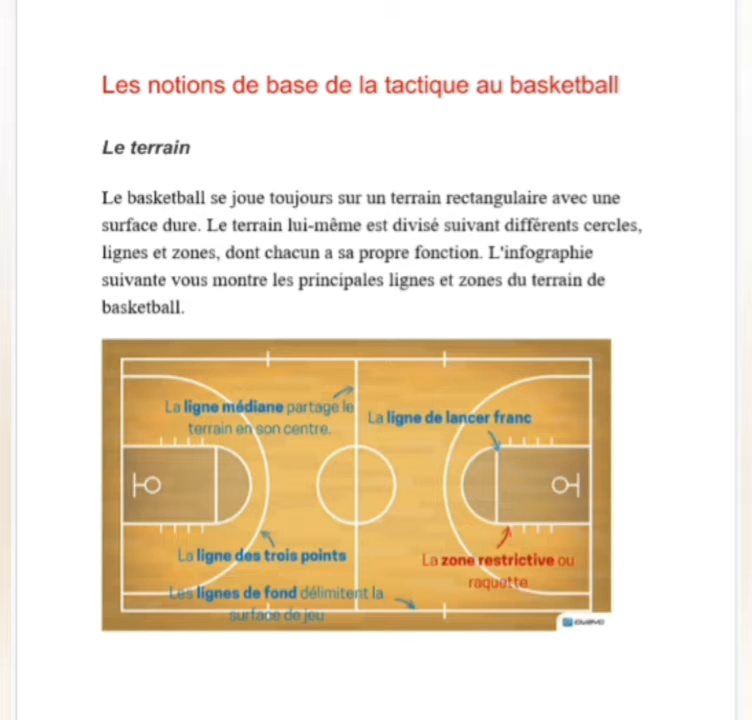 Les notions de base de la tactique au basketball
Le terrain
Le basketball se joue toujours sur un terrain rectangulaire avec une
surface dure. Le terrain lui-même est divisé suivant différents cercles,
lignes et zones, dont chacun a sa propre fonction. L'infographie
suivante vous montre les principales lignes et zones du terrain de
basketball.
La ligne médiane partage le
terrain en son centre.
La ligne de lancer franc
La ligne des trois points
La zone restrictive ou
raquette
Les lignes de fond délimitent la
surface de jeu